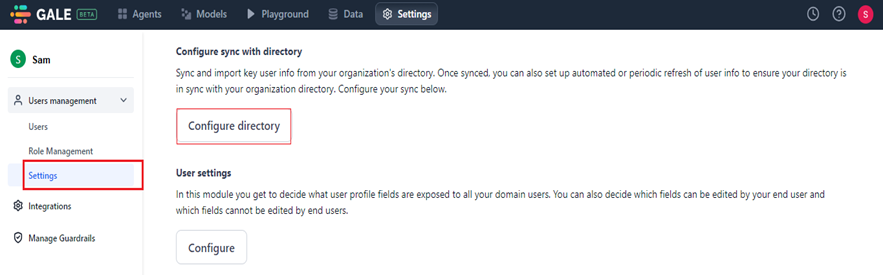 GALE BETA Agents Models Playground Data Settings S
S Sam
Users management
Users
Role Management
Settings
Integrations
Manage Guardrails
Configure sync with directory
Sync and import key user info from your organization's directory. Once synced, you can also set up automated or periodic refresh of user info to ensure your directory is
in sync with your organization directory. Configure your sync below.
Configure directory
User settings
In this module you get to decide what user profile fields are exposed to all your domain users. You can also decide which fields can be edited by your end user and
which fields cannot be edited by end users.
Configure